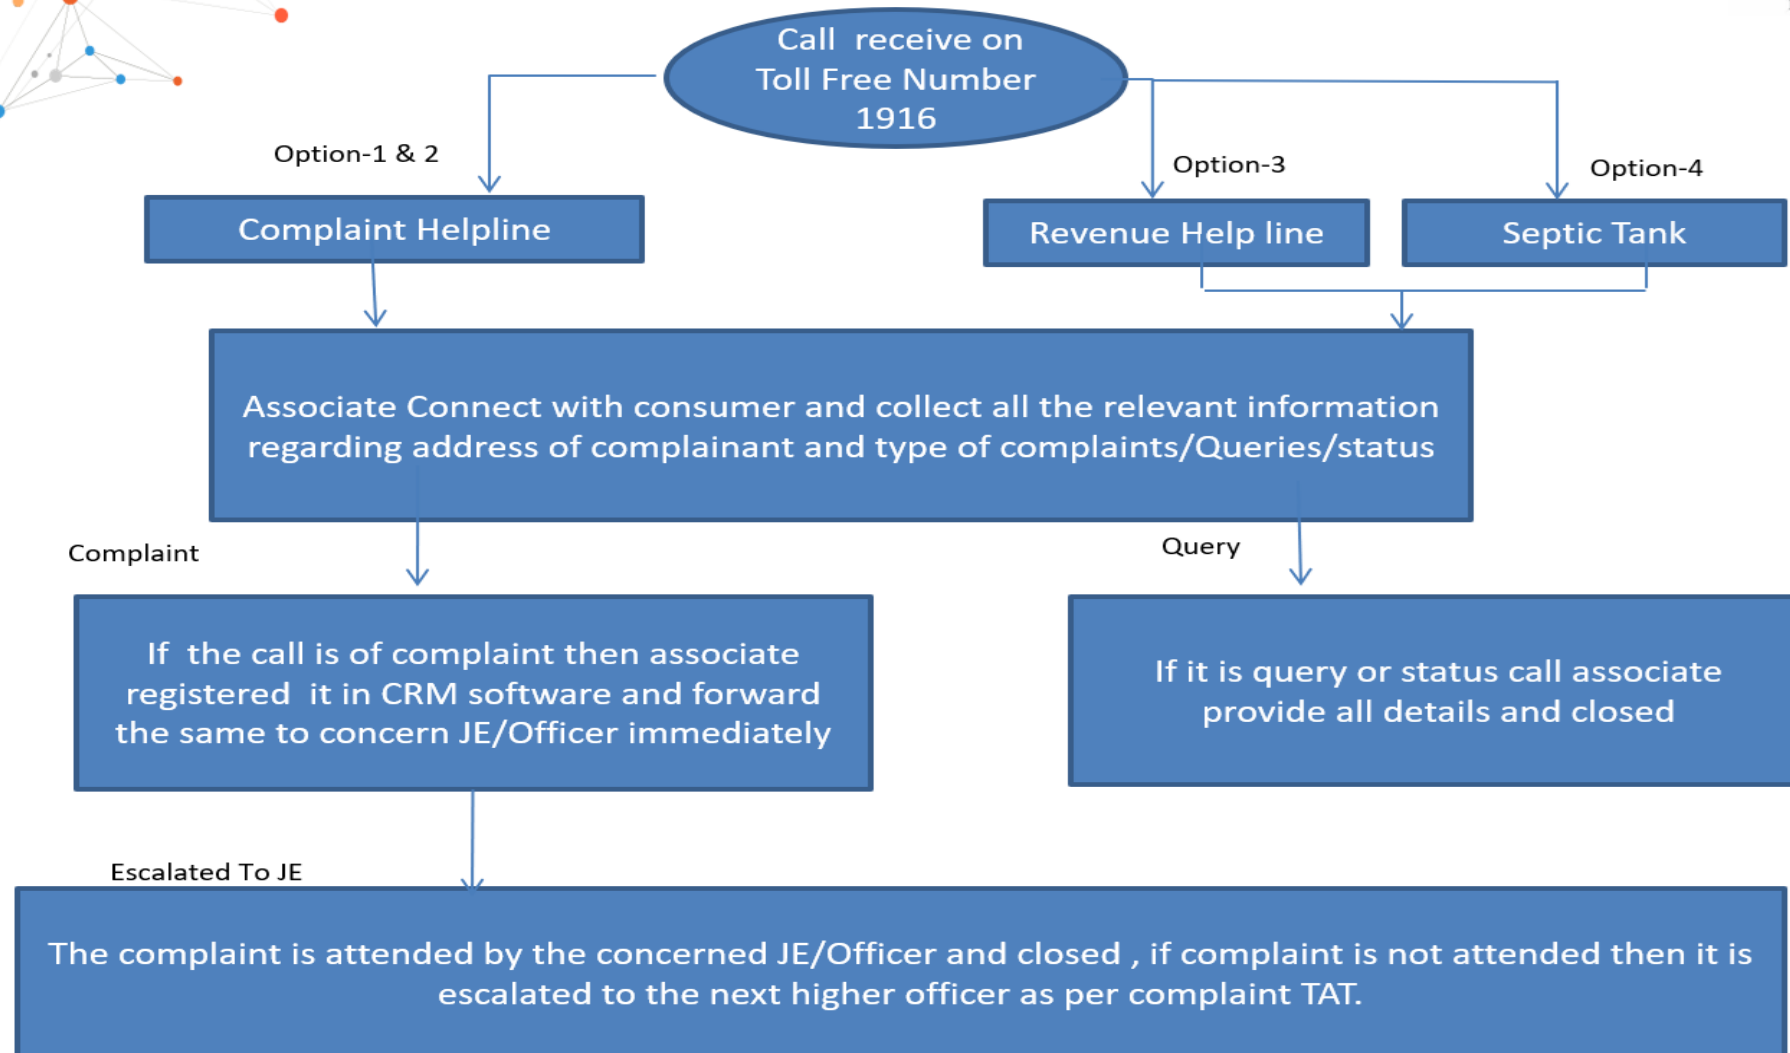 Call receive on
Toll Free Number
1916
Option-1 & 2
Option-3
Option-4
Complaint Helpline
Revenue Help line
Septic Tank
Associate Connect with consumer and collect all the relevant information
regarding address of complainant and type of complaints/Queries/status
Complaint
Query
If the call is of complaint then associate
registered it in CRM software and forward
the same to concern JE/Officer immediately
If it is query or status call associate
provide all details and closed
Escalated To JE
The complaint is attended by the concerned JE/Officer and closed , if complaint is not attended then it is
escalated to the next higher officer as per complaint TAT.